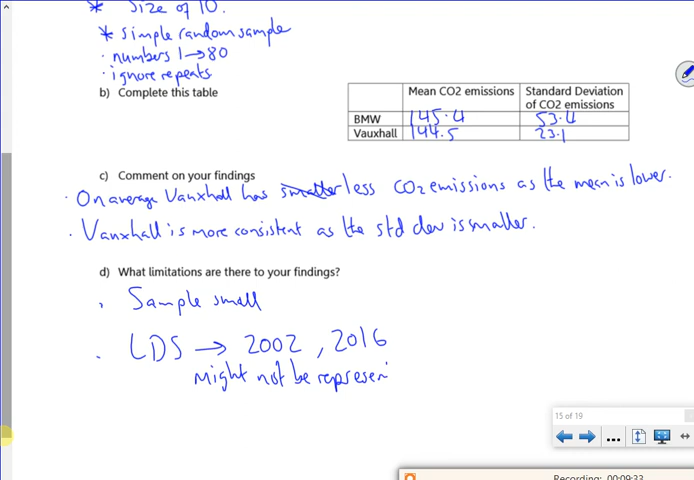 * Size of 10.
* Simple random sample
· numbers 1→80
· ignore repeats
b) Complete this table
Mean CO2 emissions Standard Deviation of CO2 emissions
BMW 145.4 53.4
Vauxhall 144.5 23.1
c) Comment on your findings
· On average Vauxhall has smaller less CO2 emissions as the mean is lower.
· Vauxhall is more consistent as the std dev is smaller.
d) What limitations are there to your findings?
· Sample small
· LDS → 2002, 2016
might not be represen
15 of 19
Recording: 00:09:33